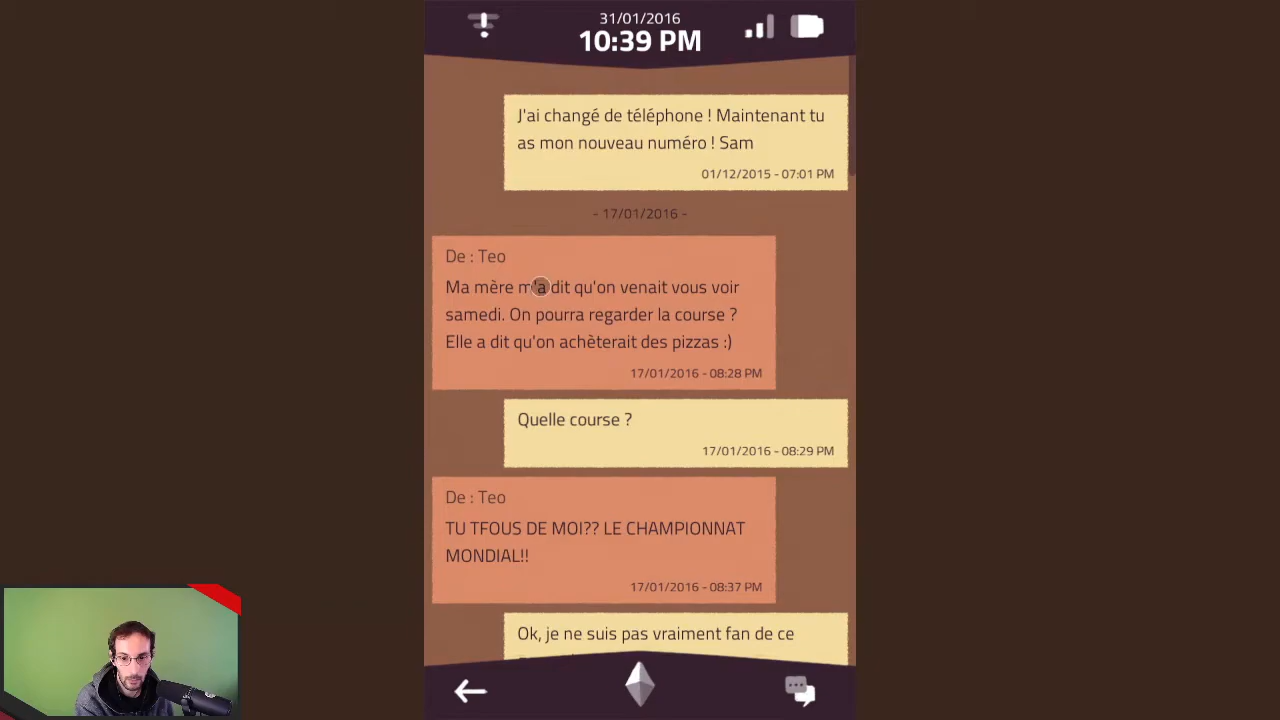 31/01/2016
10:39 PM
J'ai changé de téléphone ! Maintenant tu
as mon nouveau numéro ! Sam
01/12/2015 - 07:01 PM
- 17/01/2016 -
De : Teo
Ma mère m'a dit qu'on venait vous voir
samedi. On pourra regarder la course ?
Elle a dit qu'on achèterait des pizzas :)
17/01/2016 - 08:28 PM
Quelle course ?
17/01/2016 - 08:29 PM
De : Teo
TU TFOUS DE MOI?? LE CHAMPIONNAT
MONDIAL!!
17/01/2016 - 08:37 PM
Ok, je ne suis pas vraiment fan de ce